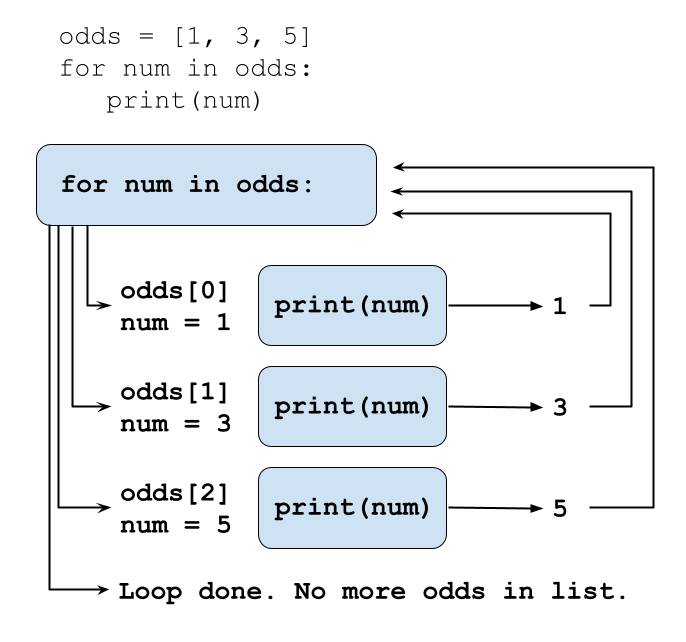 odds = [1, 3, 5]
for num in odds:
   print(num)
for num in odds:
odds[0]
num = 1
print(num)
1
odds[1]
num = 3
print(num)
3
odds[2]
num = 5
print(num)
5
Loop done. No more odds in list.